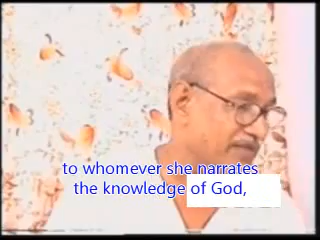 to whomever she narrates
the knowledge of God,